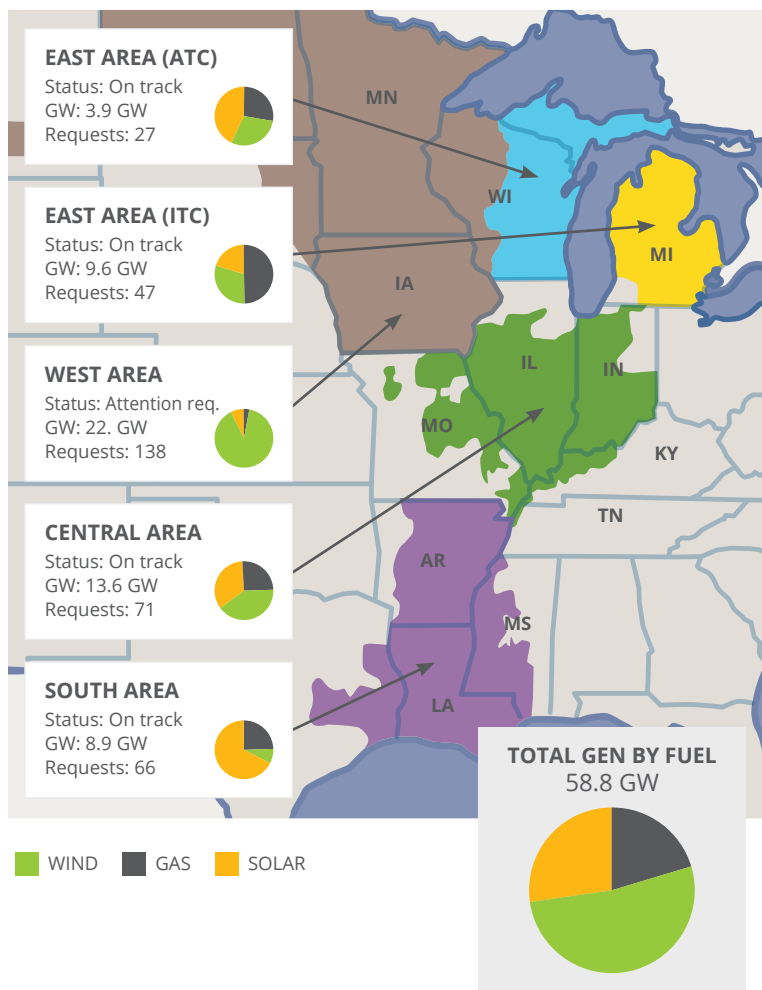 EAST AREA (ATC)
Status: On track
GW: 3.9 GW
Requests: 27
EAST AREA (ITC)
Status: On track
GW: 9.6 GW
Requests: 47
WEST AREA
Status: Attention req.
GW: 22. GW
Requests: 138
CENTRAL AREA
Status: On track
GW: 13.6 GW
Requests: 71
SOUTH AREA
Status: On track
GW: 8.9 GW
Requests: 66
MN
WI
MI
IA
IL
IN
MO
KY
TN
AR
MS
LA
TOTAL GEN BY FUEL
58.8 GW
WIND
GAS
SOLAR